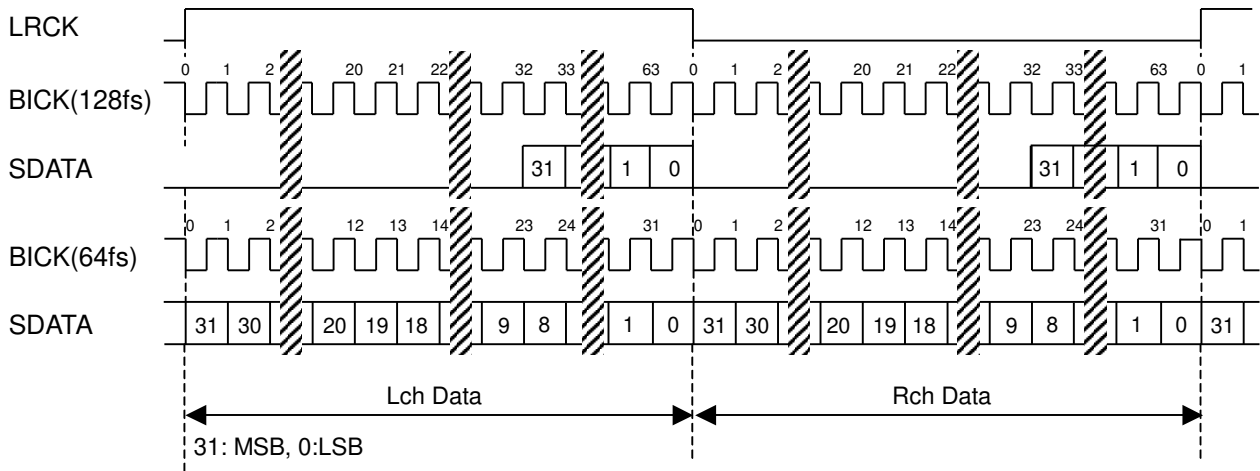 LRCK
0 1 2 20 21 22 32 33 63 0 1 2 20 21 22 32 33 63 0 1
BICK(128fs)
SDATA 31 1 0 31 1 0
0 1 2 12 13 14 23 24 31 0 1 2 12 13 14 23 24 31 0 1
BICK(64fs)
SDATA 31 30 20 19 18 9 8 1 0 31 30 20 19 18 9 8 1 0 31
Lch Data Rch Data
31: MSB, 0:LSB